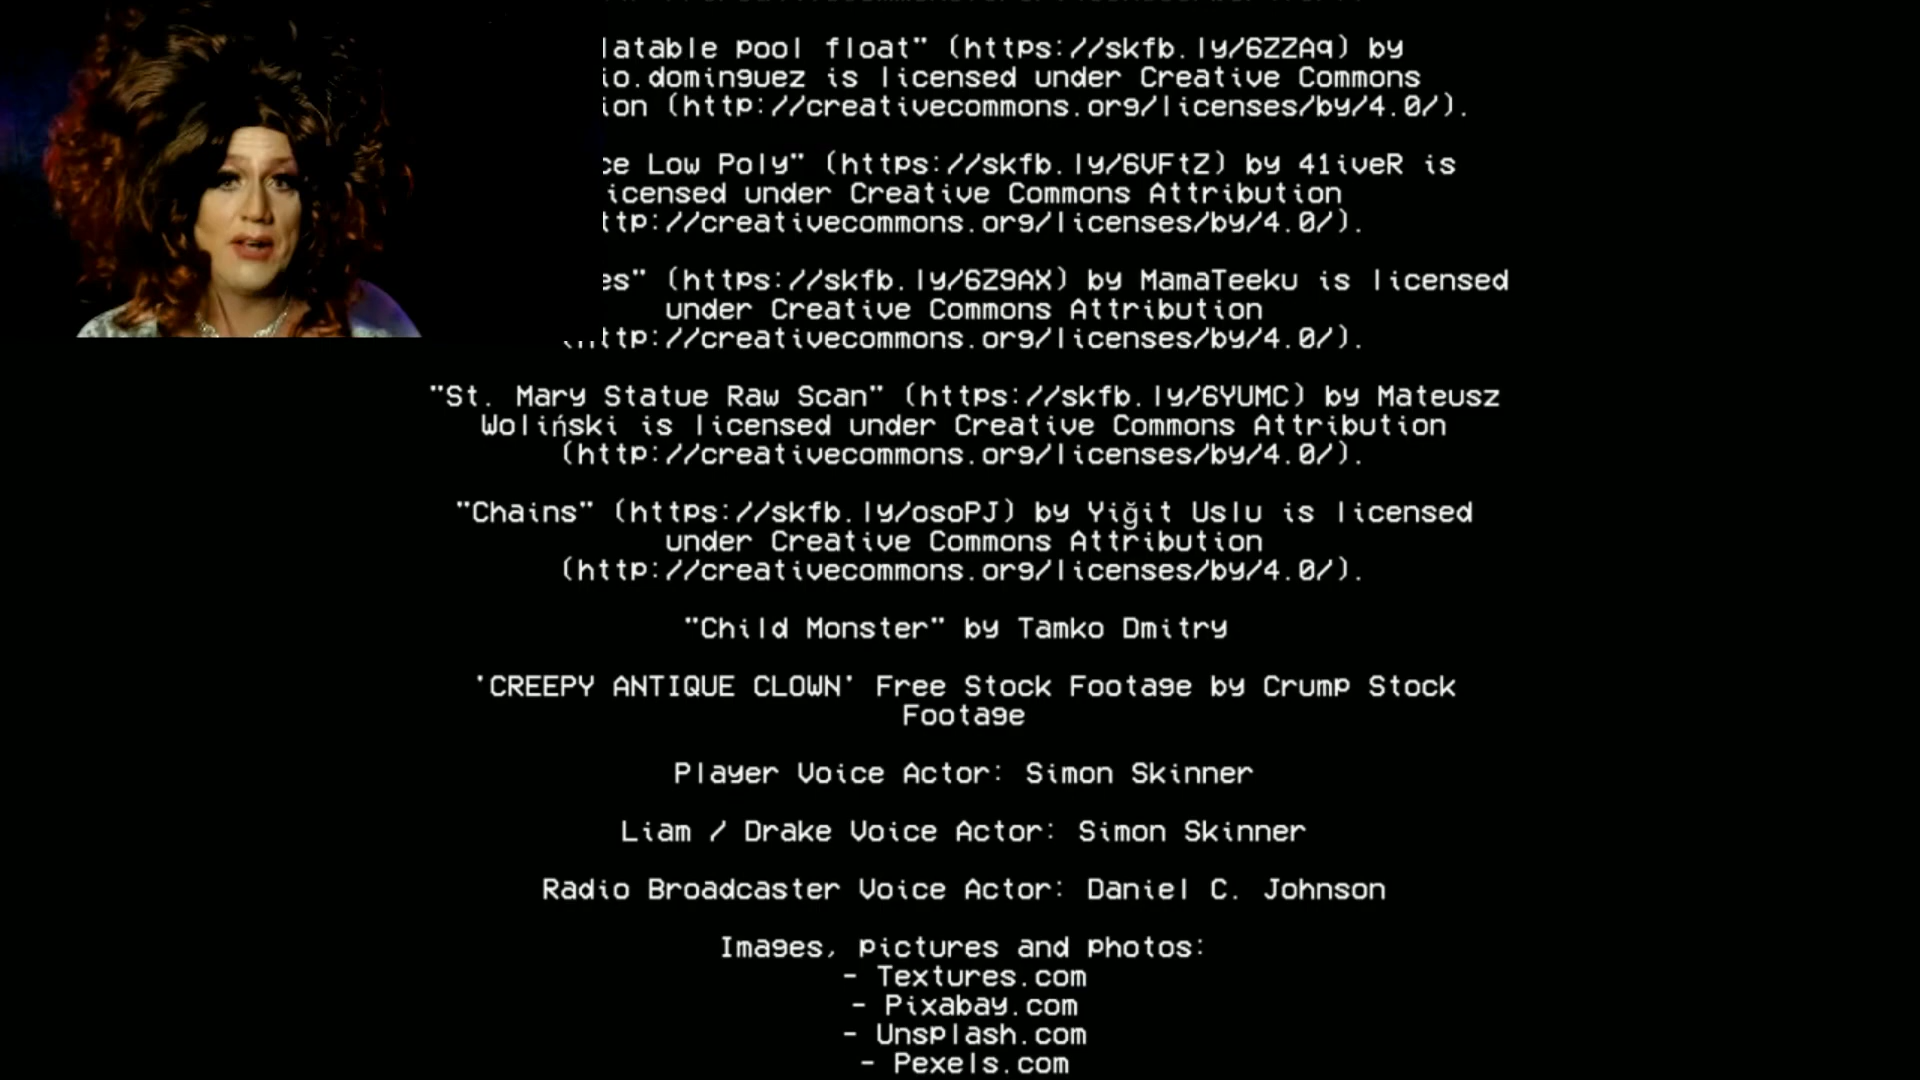 latable pool float" (https://skfb.ly/6ZZAq) by
io.dominguez is licensed under Creative Commons
ion (http://creativecommons.org/licenses/by/4.0/).
ce Low Poly" (https://skfb.ly/6VFtZ) by 41iveR is
icensed under Creative Commons Attribution
ttp://creativecommons.org/licenses/by/4.0/).
es" (https://skfb.ly/6Z9AX) by MamaTeeku is licensed
under Creative Commons Attribution
(http://creativecommons.org/licenses/by/4.0/).
"St. Mary Statue Raw Scan" (https://skfb.ly/6YUMC) by Mateusz
Woliński is licensed under Creative Commons Attribution
(http://creativecommons.org/licenses/by/4.0/).
"Chains" (https://skfb.ly/osoPJ) by Yiğit Uslu is licensed
under Creative Commons Attribution
(http://creativecommons.org/licenses/by/4.0/).
"Child Monster" by Tamko Dmitry
'CREEPY ANTIQUE CLOWN' Free Stock Footage by Crump Stock
Footage
Player Voice Actor: Simon Skinner
Liam / Drake Voice Actor: Simon Skinner
Radio Broadcaster Voice Actor: Daniel C. Johnson
Images, pictures and photos:
- Textures.com
- Pixabay.com
- Unsplash.com
- Pexels.com